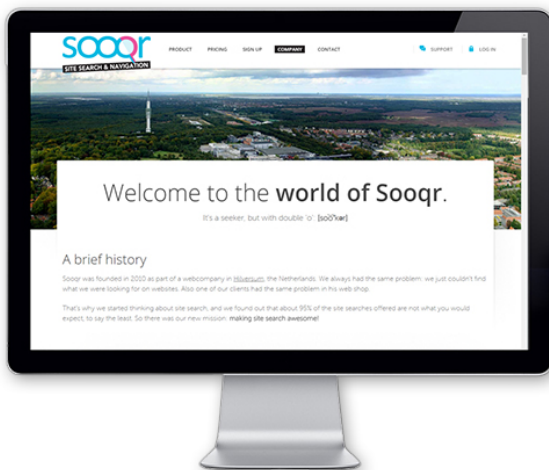 sooqr
SITE SEARCH & NAVIGATION
PRODUCT PRICING SIGN UP COMPANY CONTACT SUPPORT LOG IN
Welcome to the world of Sooqr.
It's a seeker, but with double 'o'.
A brief history
Sooqr was founded in 2010 as part of a webcompany in Hilversum, the Netherlands. We always had the same problem: we just couldn't find
what we were looking for on websites. Also one of our clients had the same problem in his web shop.
That's why we started thinking about site search, and we found out that about 95% of the site searches offered are not what you would
expect, to say the least. So there was our new mission: making site search awesome!